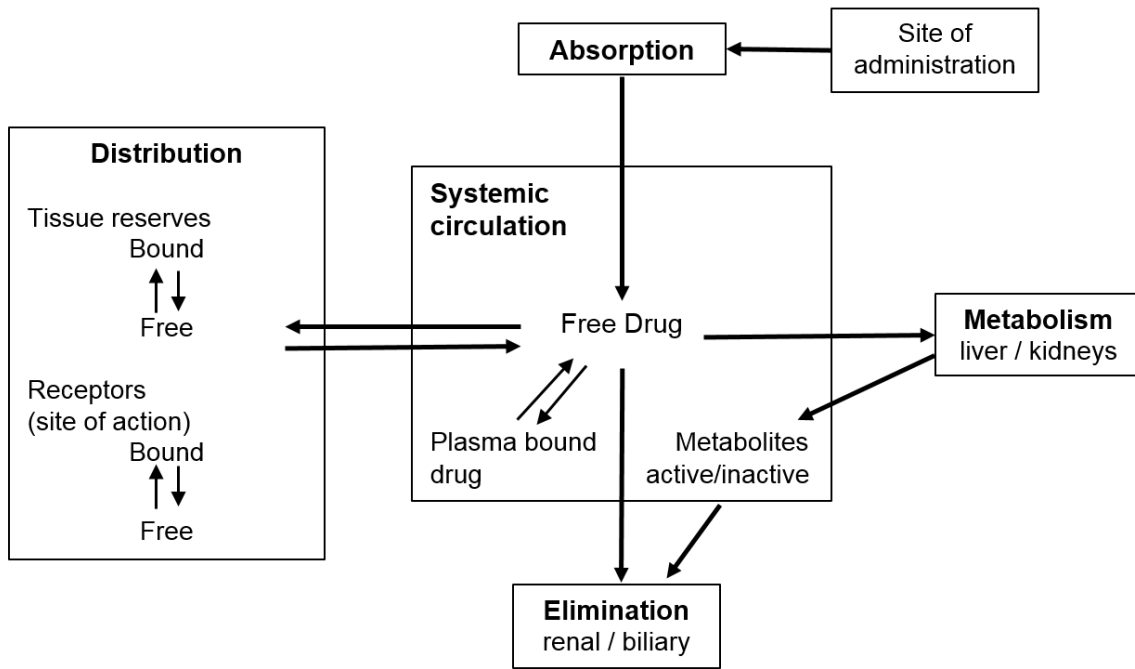 Absorption
Site of
administration
Distribution
Tissue reserves
Bound
Free
Receptors
(site of action)
Bound
Free
Systemic
circulation
Free Drug
Plasma bound
drug
Metabolites
active/inactive
Metabolism
liver / kidneys
Elimination
renal / biliary